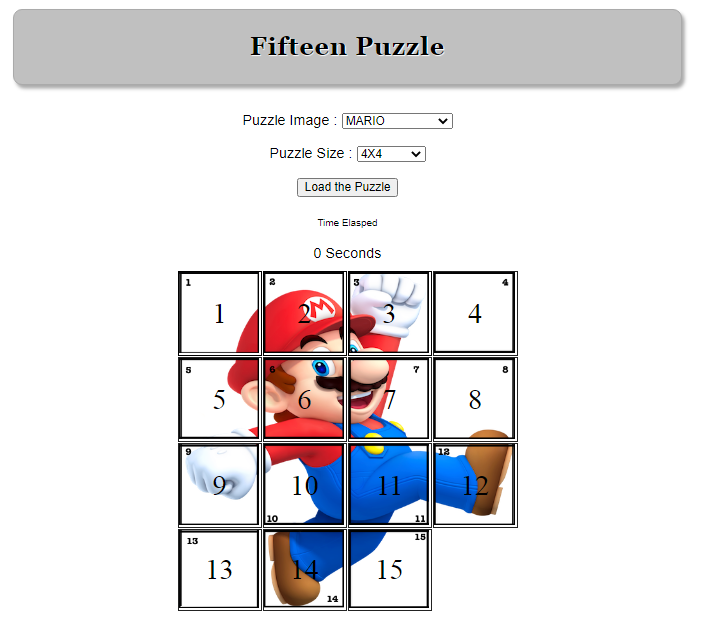 Fifteen Puzzle
Puzzle Image : MARIO
Puzzle Size : 4X4
Load the Puzzle
Time Elasped
0 Seconds
1 2 3 4
1 2 M 3 4
5 6 7 8
5 6 7 8
9 12
9 10 11 12
10 11
13 15
13 14 15
14